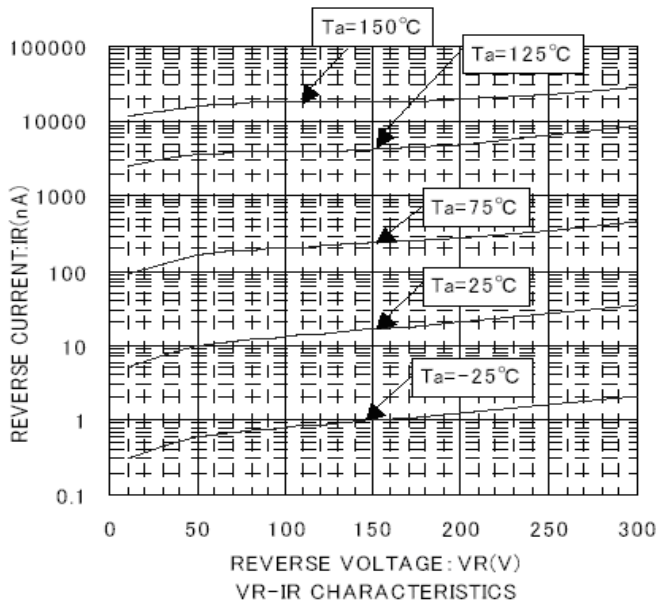 Ta=150℃
Ta=125℃
Ta=75℃
Ta=25℃
Ta=-25℃
REVERSE CURRENT:IR(nA)
100000
10000
1000
100
10
1
0.1
0 50 100 150 200 250 300
REVERSE VOLTAGE:VR(V)
VR-IR CHARACTERISTICS